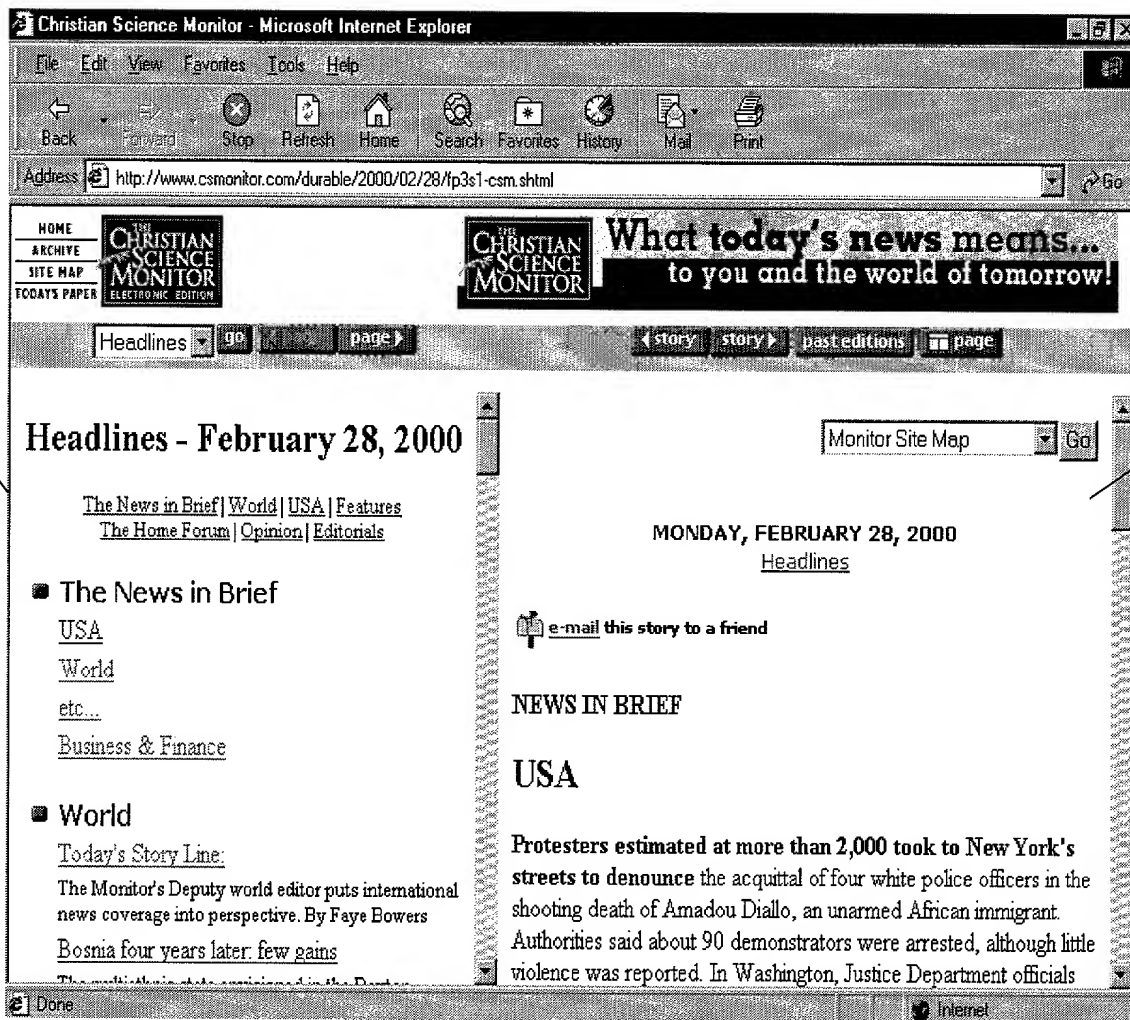 Christian Science Monitor - Microsoft Internet Explorer
File Edit View Favorites Tools Help
Back Forward Stop Refresh Home Search Favorites History Mail Print
Address http://www.csmonitor.com/durable/2000/02/28/fp3s1-csm.shtml Go
HOME
ARCHIVE
SITE MAP
TODAY'S PAPER
THE
CHRISTIAN
SCIENCE
MONITOR
ELECTRONIC EDITION
THE
CHRISTIAN
SCIENCE
MONITOR
What today's news means...
to you and the world of tomorrow!
Headlines go page story story past editions page
Headlines - February 28, 2000
The News in Brief | World | USA | Features
The Home Forum | Opinion | Editorials
The News in Brief
USA
World
etc...
Business & Finance
World
Today's Story Line:
The Monitor's Deputy world editor puts international
news coverage into perspective. By Faye Bowers
Bosnia four years later: few gains
Monitor Site Map Go
MONDAY, FEBRUARY 28, 2000
Headlines
e-mail this story to a friend
NEWS IN BRIEF
USA
Protesters estimated at more than 2,000 took to New York's
streets to denounce the acquittal of four white police officers in the
shooting death of Amadou Diallo, an unarmed African immigrant.
Authorities said about 90 demonstrators were arrested, although little
violence was reported. In Washington, Justice Department officials
Done Internet